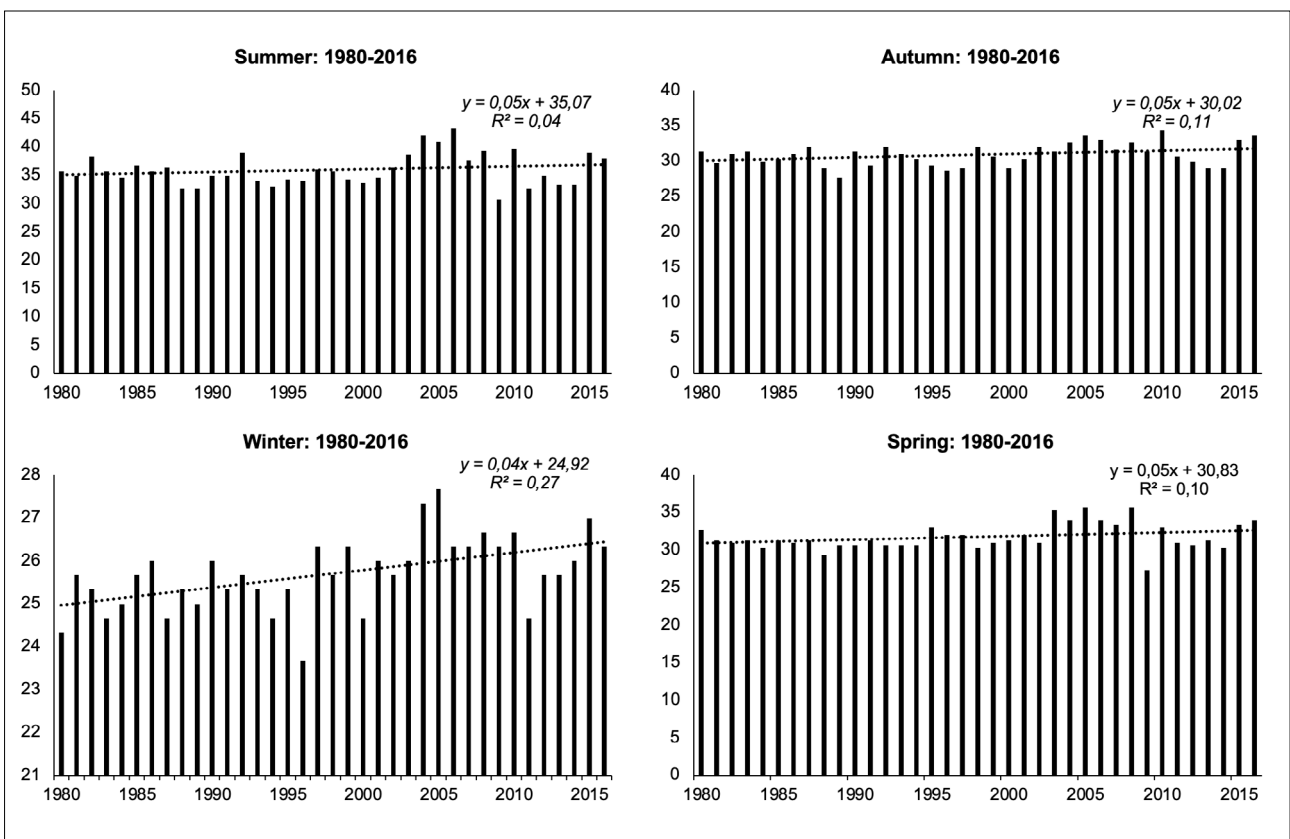 Summer: 1980-2016
y = 0,05x + 35,07
R² = 0,04
50
45
40
35
30
25
20
15
10
5
0
1980 1985 1990 1995 2000 2005 2010 2015
Autumn: 1980-2016
y = 0,05x + 30,02
R² = 0,11
40
35
30
25
20
15
10
5
0
1980 1985 1990 1995 2000 2005 2010 2015
Winter: 1980-2016
y = 0,04x + 24,92
R² = 0,27
28
27
26
25
24
23
22
21
1980 1985 1990 1995 2000 2005 2010 2015
Spring: 1980-2016
y = 0,05x + 30,83
R² = 0,10
40
35
30
25
20
15
10
5
0
1980 1985 1990 1995 2000 2005 2010 2015